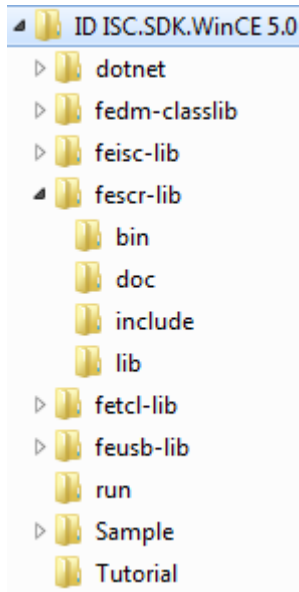 ID ISC.SDK.WinCE 5.0
dotnet
fedm-classlib
feisc-lib
fescr-lib
bin
doc
include
lib
fetcl-lib
feusb-lib
run
Sample
Tutorial